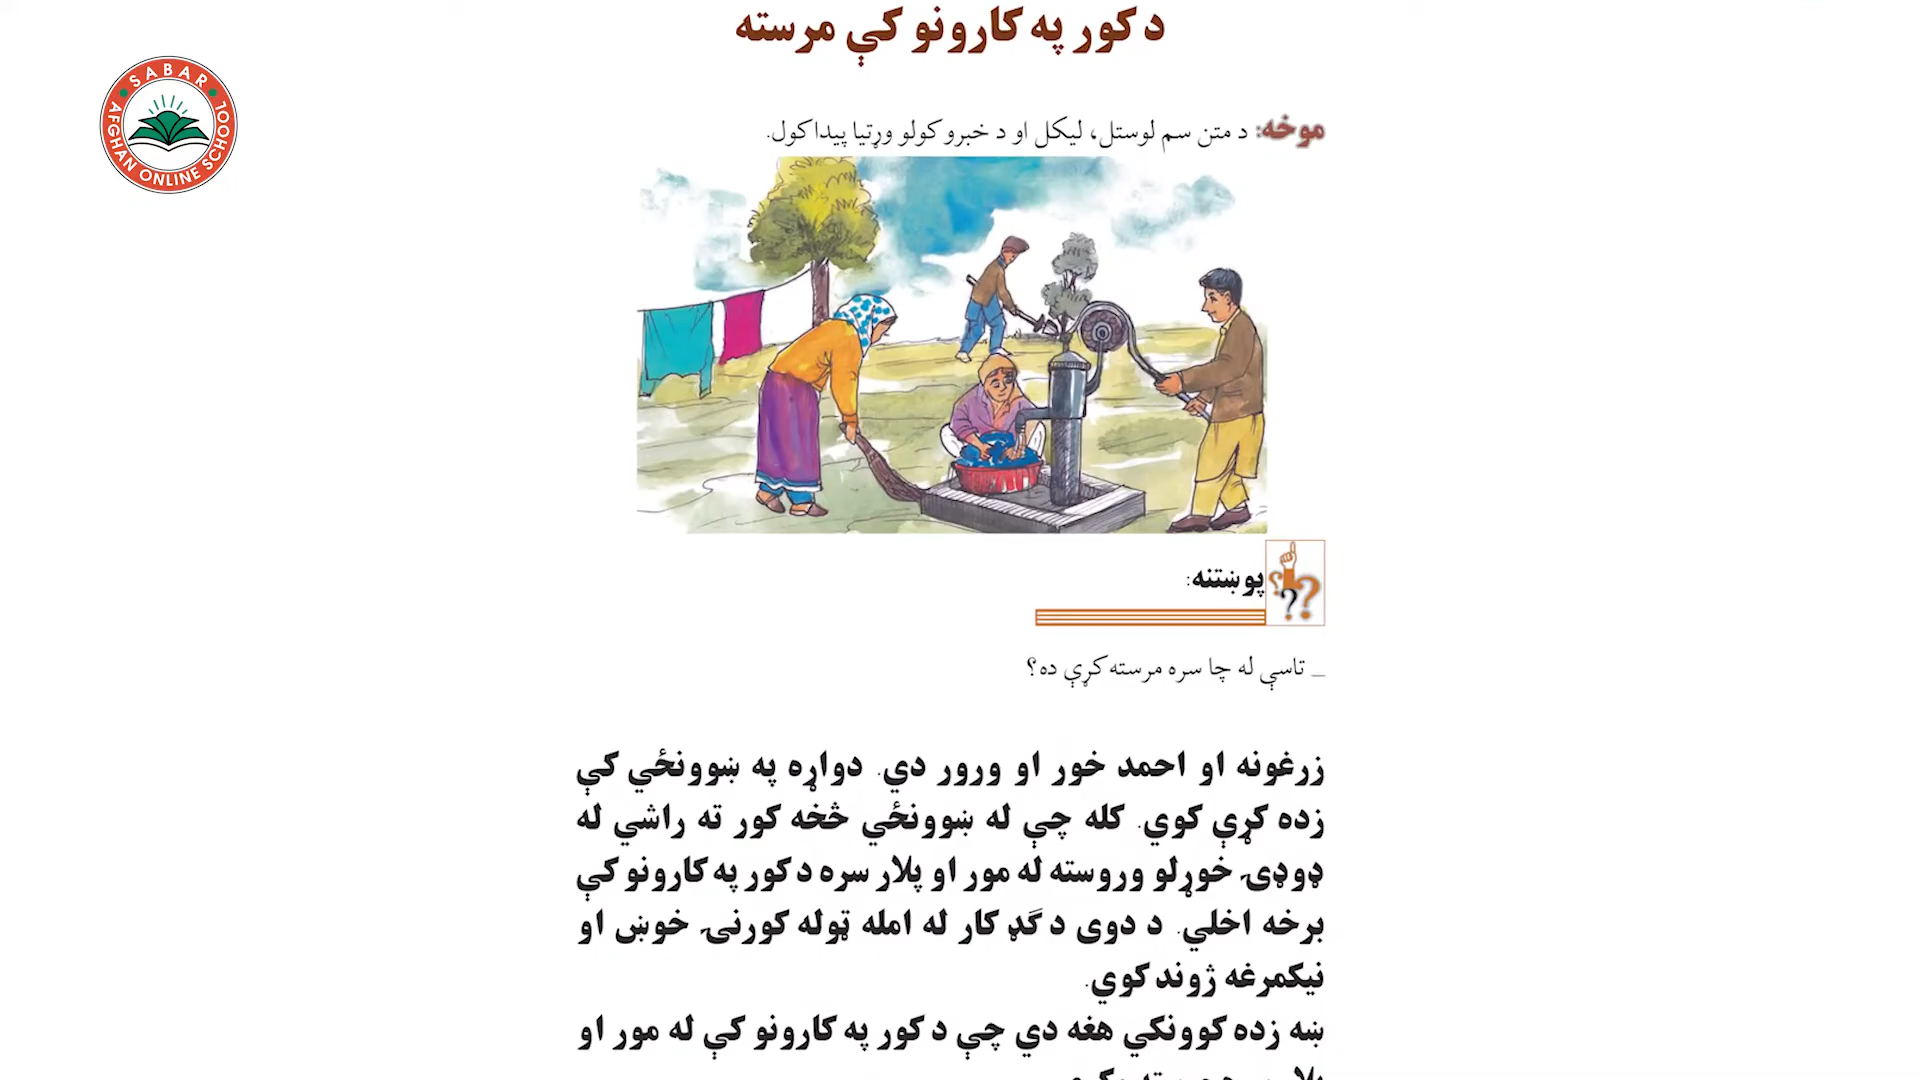 د کور په کارونو کې مرسته
SABAR
AFGHAN ONLINE SCHOOL
موخه: د متن سم لوستل، ليکل او د خبرو کولو وړتيا پيدا کول.
پوښتنه:
_ تاسې له چا سره مرسته کړې ده؟
زرغونه او احمد خور او ورور دي. دواړه په ښوونځي کې
زده کړې کوي. کله چې له ښوونځي څخه کور ته راشي له
ډوډۍ خوړلو وروسته له مور او پلار سره د کور په کارونو کې
برخه اخلي. د دوی د ګډ کار له امله ټوله کورنۍ خوښ او
نيکمرغه ژوند کوي.
ښه زده کوونکي هغه دي چې د کور په کارونو کې له مور او